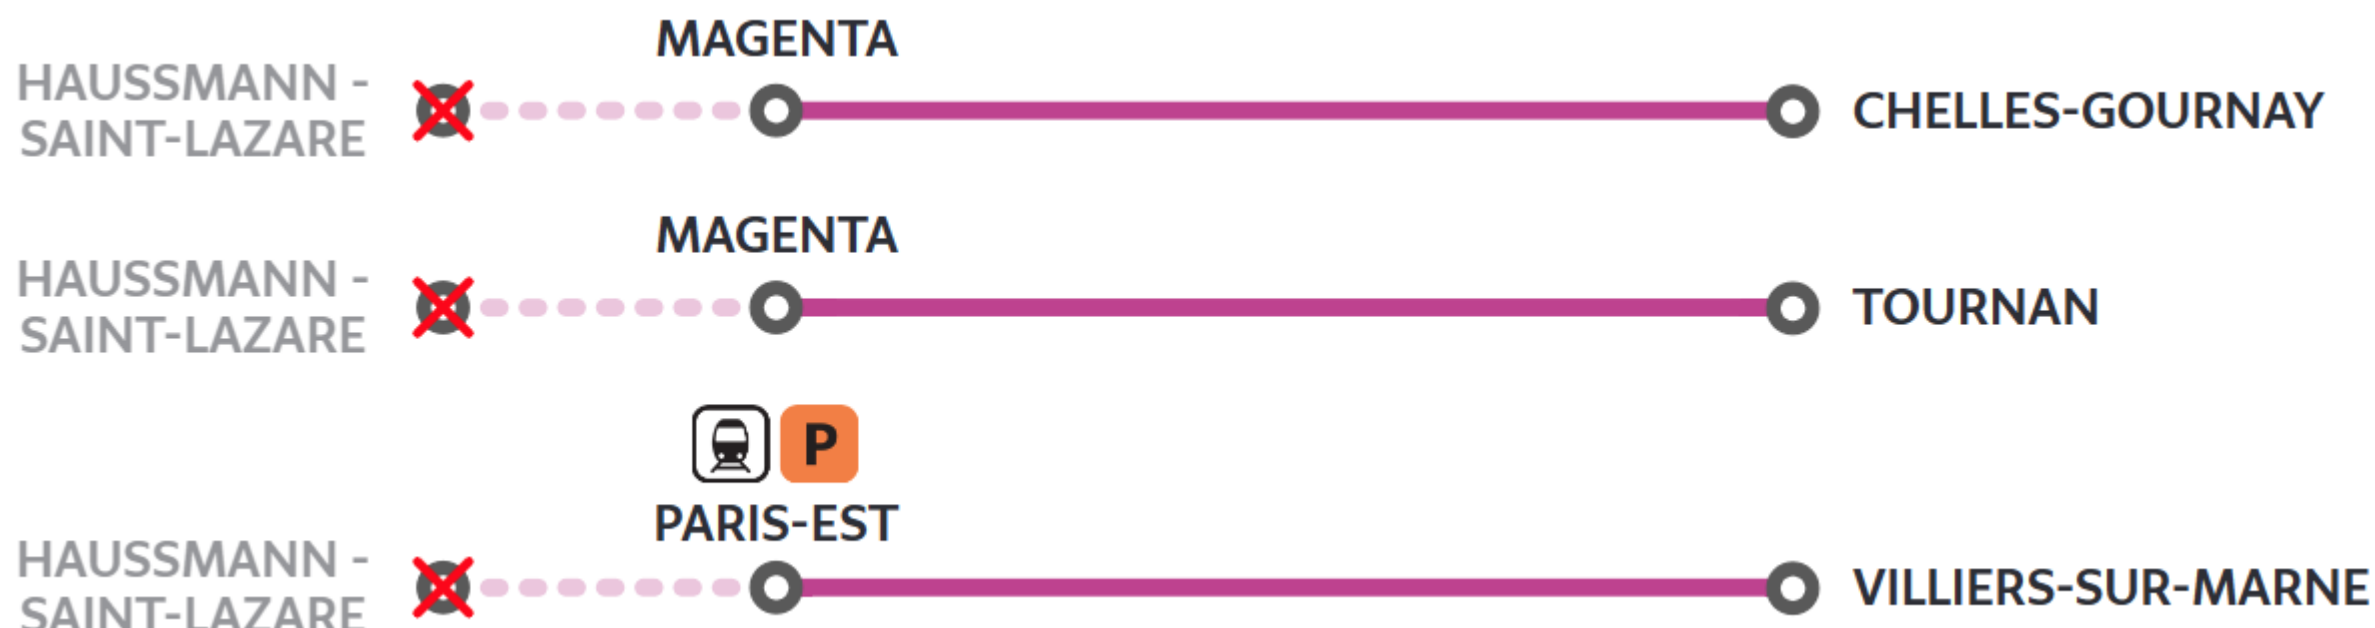 MAGENTA
HAUSSMANN -
SAINT-LAZARE
CHELLES-GOURNAY
MAGENTA
HAUSSMANN -
SAINT-LAZARE
TOURNAN
P
PARIS-EST
HAUSSMANN -
SAINT-LAZARE
VILLIERS-SUR-MARNE